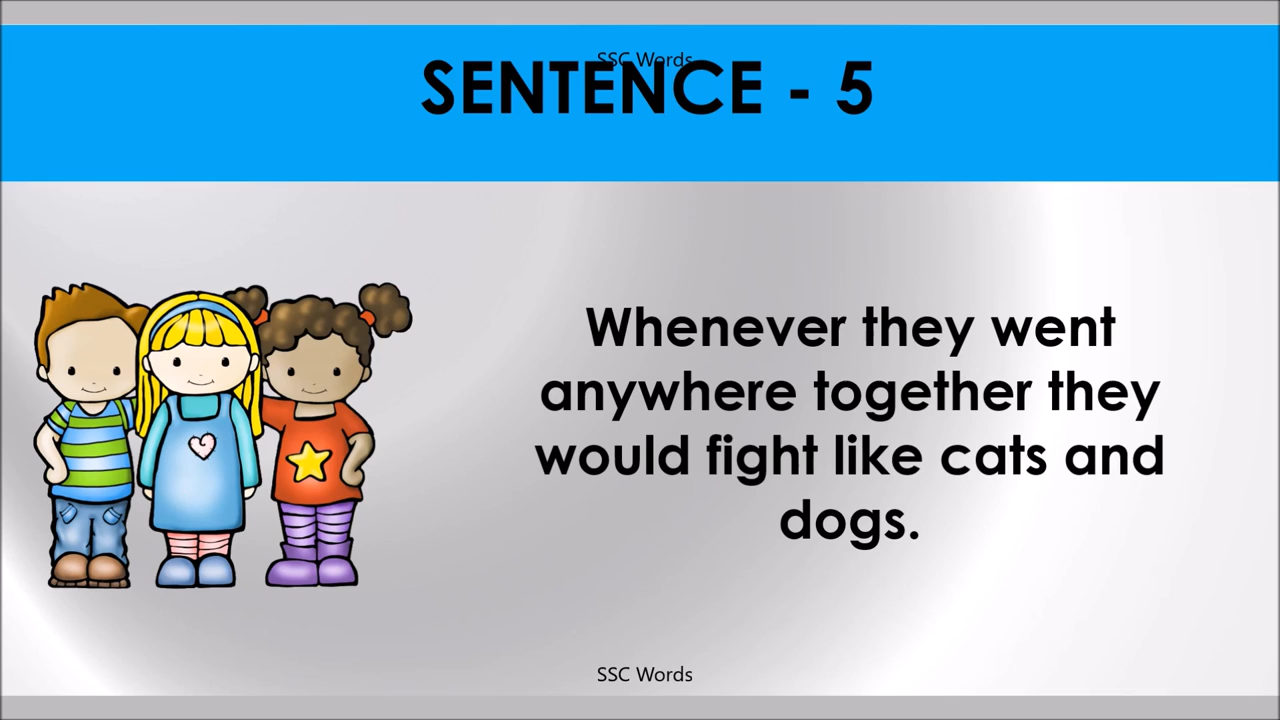 SSC Words
SENTENCE - 5
Whenever they went
anywhere together they
would fight like cats and
dogs.
SSC Words